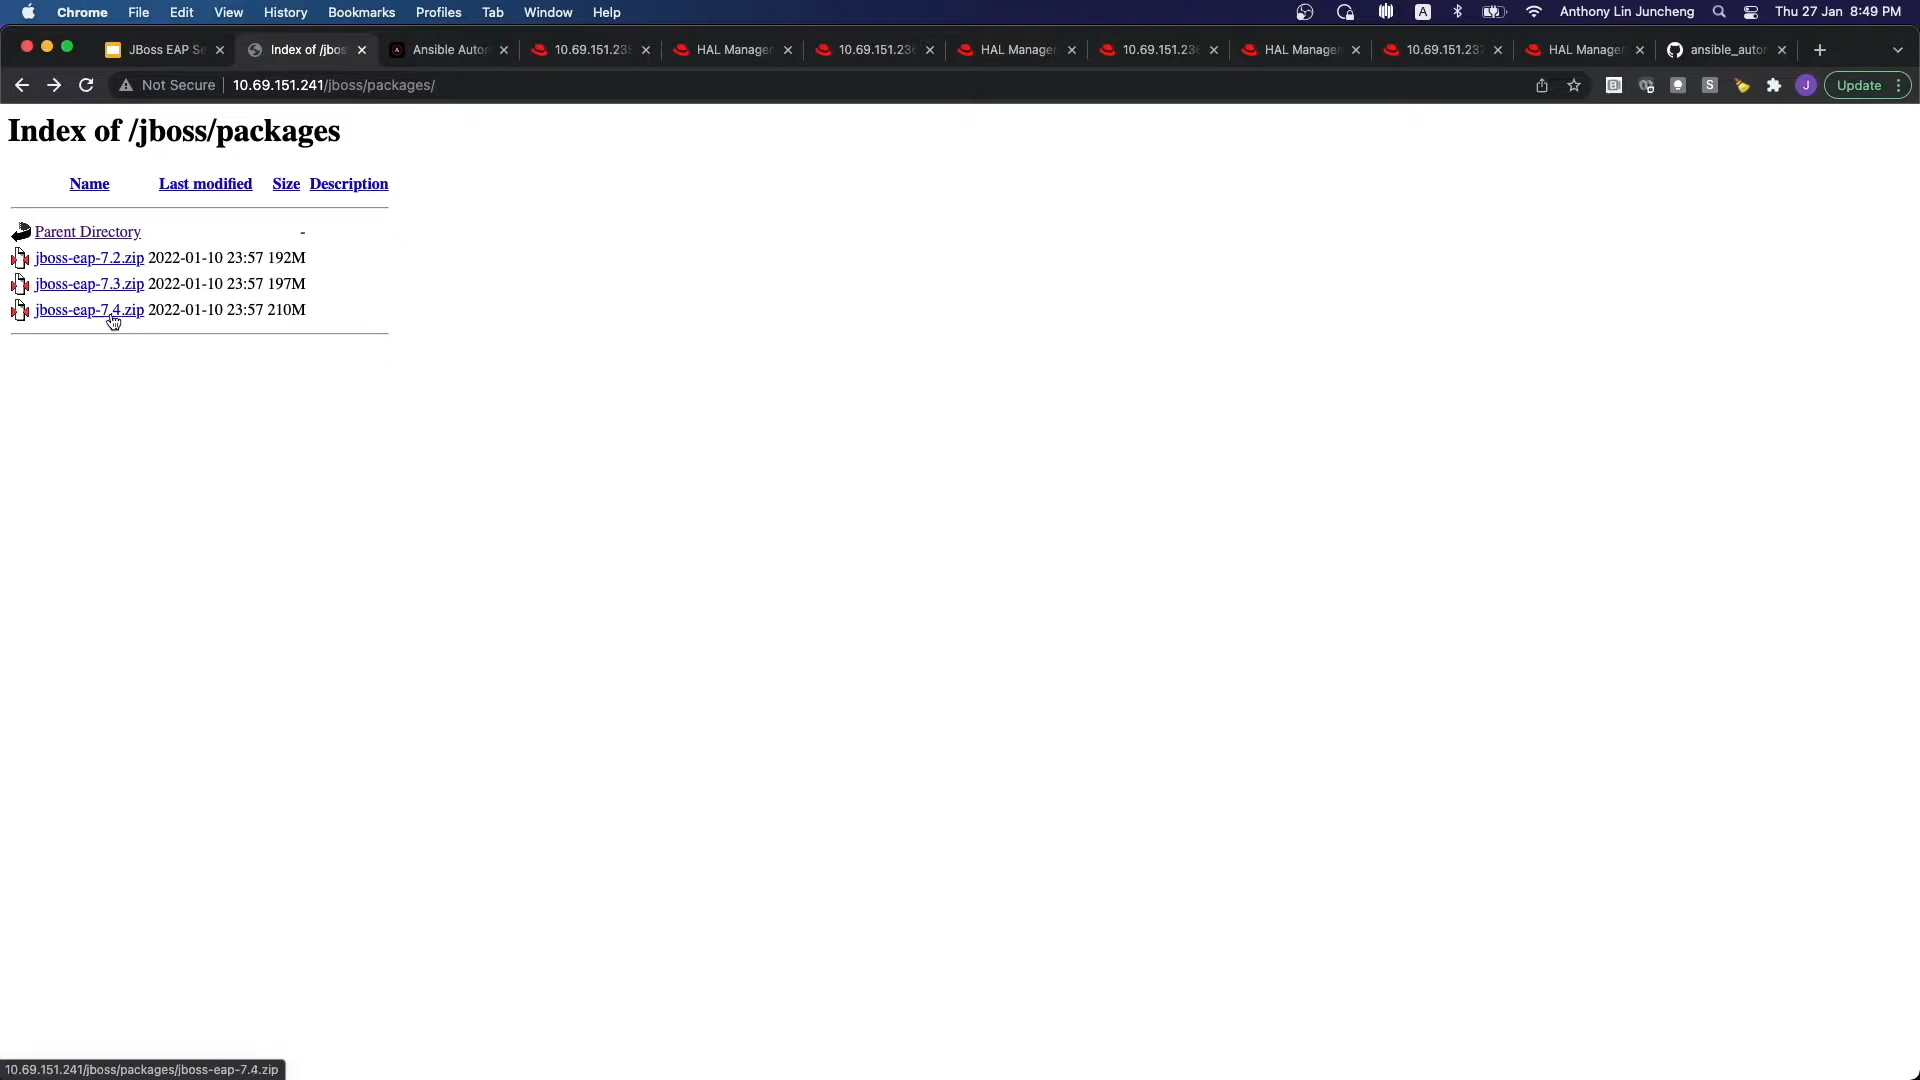 Chrome File Edit View History Bookmarks Profiles Tab Window Help A Anthony Lin Juncheng Thu 27 Jan 8:49 PM
JBoss EAP Se Index of /jbos Ansible Autor 10.69.151.235 HAL Manager 10.69.151.236 HAL Manager 10.69.151.236 HAL Manager 10.69.151.237 HAL Manager ansible_autor
Not Secure 10.69.151.241/jboss/packages/ S J Update
Index of /jboss/packages
Name Last modified Size Description
Parent Directory -
jboss-eap-7.2.zip 2022-01-10 23:57 192M
jboss-eap-7.3.zip 2022-01-10 23:57 197M
jboss-eap-7.4.zip 2022-01-10 23:57 210M
10.69.151.241/jboss/packages/jboss-eap-7.4.zip